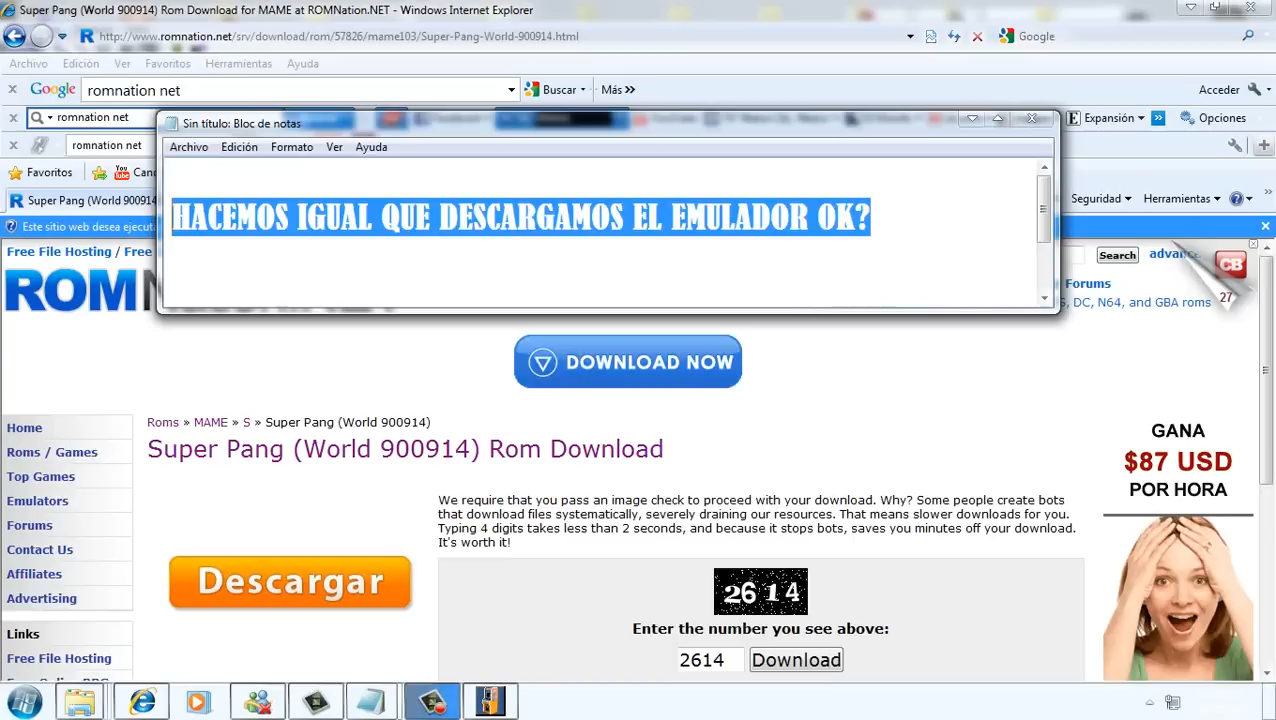 Super Pang (World 900914) Rom Download for MAME at ROMNation.NET - Windows Internet Explorer
http://www.romnation.net/srv/download/rom/57826/mame103/Super-Pang-World-900914.html
Google
Archivo Edición Ver Favoritos Herramientas Ayuda
Google romnation net Buscar Más » Acceder
romnation net Expansión Opciones
Sin título: Bloc de notas
romnation net
Archivo Edición Formato Ver Ayuda
Favoritos
Super Pang (World 900914) Seguridad Herramientas
HACEMOS IGUAL QUE DESCARGAMOS EL EMULADOR OK?
Este sitio web desea
Free File Hosting / Free Search
CB
27
ROM
Forums
DC, N64, and GBA roms
DOWNLOAD NOW
Roms » MAME » S » Super Pang (World 900914)
Super Pang (World 900914) Rom Download
Home
Roms / Games
Top Games
Emulators
Forums
Contact Us
Affiliates
Advertising
Links
Free File Hosting
We require that you pass an image check to proceed with your download. Why? Some people create bots
that download files systematically, severely draining our resources. That means slower downloads for you.
Typing 4 digits takes less than 2 seconds, and because it stops bots, saves you minutes off your download.
It's worth it!
Descargar
2614
Enter the number you see above:
2614 Download
GANA
$87 USD
POR HORA